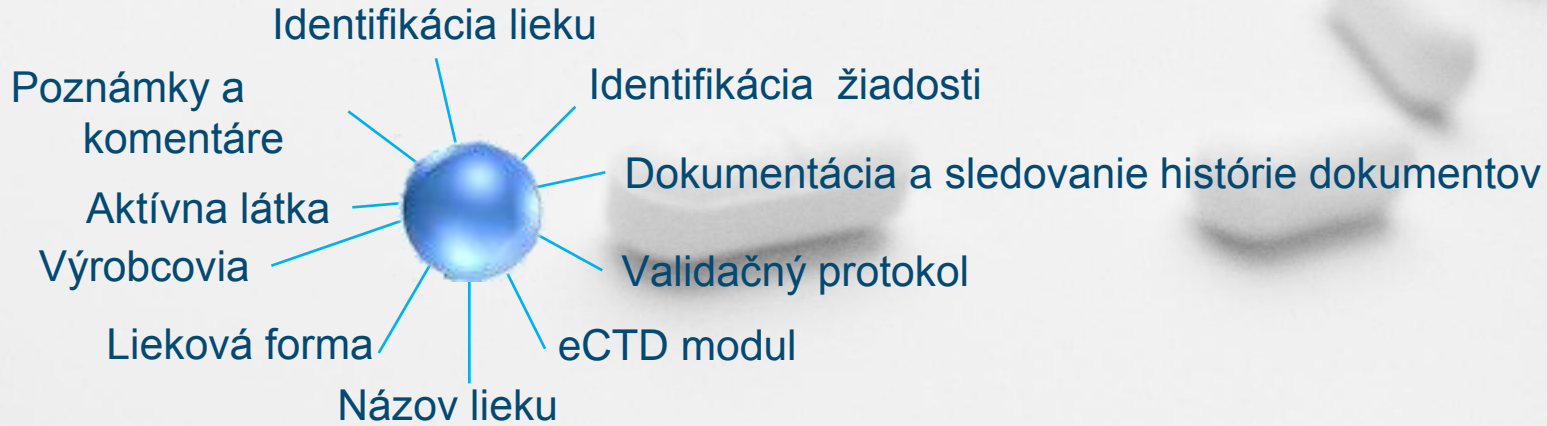 Identifikácia lieku
Poznámky a
komentáre
Identifikácia  žiadosti
Dokumentácia a sledovanie histórie dokumentov
Aktívna látka
Výrobcovia
Validačný protokol
Lieková forma
eCTD modul
Názov lieku